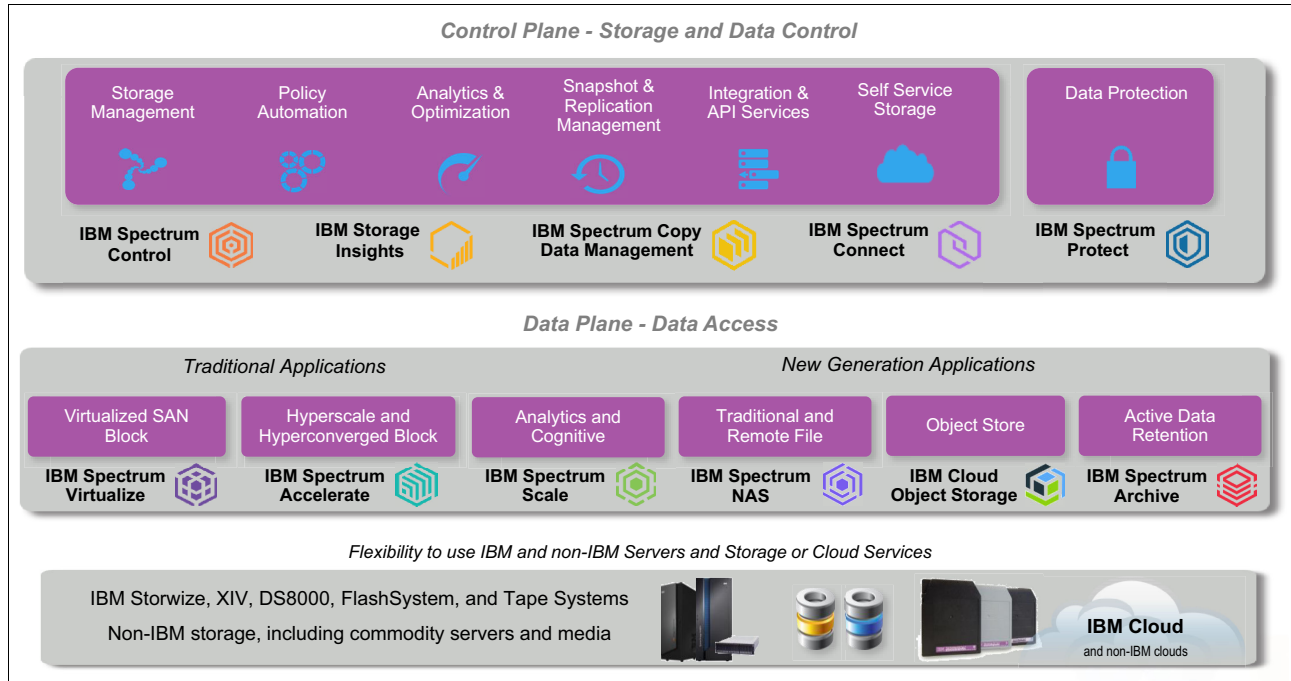 Control Plane - Storage and Data Control
Storage
Management
Policy
Automation
Analytics &
Optimization
Snapshot &
Replication
Management
Integration &
API Services
Self Service
Storage
Data Protection
IBM Spectrum
Control
IBM Storage
Insights
IBM Spectrum Copy
Data Management
IBM Spectrum
Connect
IBM Spectrum
Protect
Data Plane - Data Access
Traditional Applications
New Generation Applications
Virtualized SAN
Block
Hyperscale and
Hyperconverged Block
Analytics and
Cognitive
Traditional and
Remote File
Object Store
Active Data
Retention
IBM Spectrum
Virtualize
IBM Spectrum
Accelerate
IBM Spectrum
Scale
IBM Spectrum
NAS
IBM Cloud
Object Storage
IBM Spectrum
Archive
Flexibility to use IBM and non-IBM Servers and Storage or Cloud Services
IBM Storwize, XIV, DS8000, FlashSystem, and Tape Systems
Non-IBM storage, including commodity servers and media
IBM Cloud
and non-IBM clouds